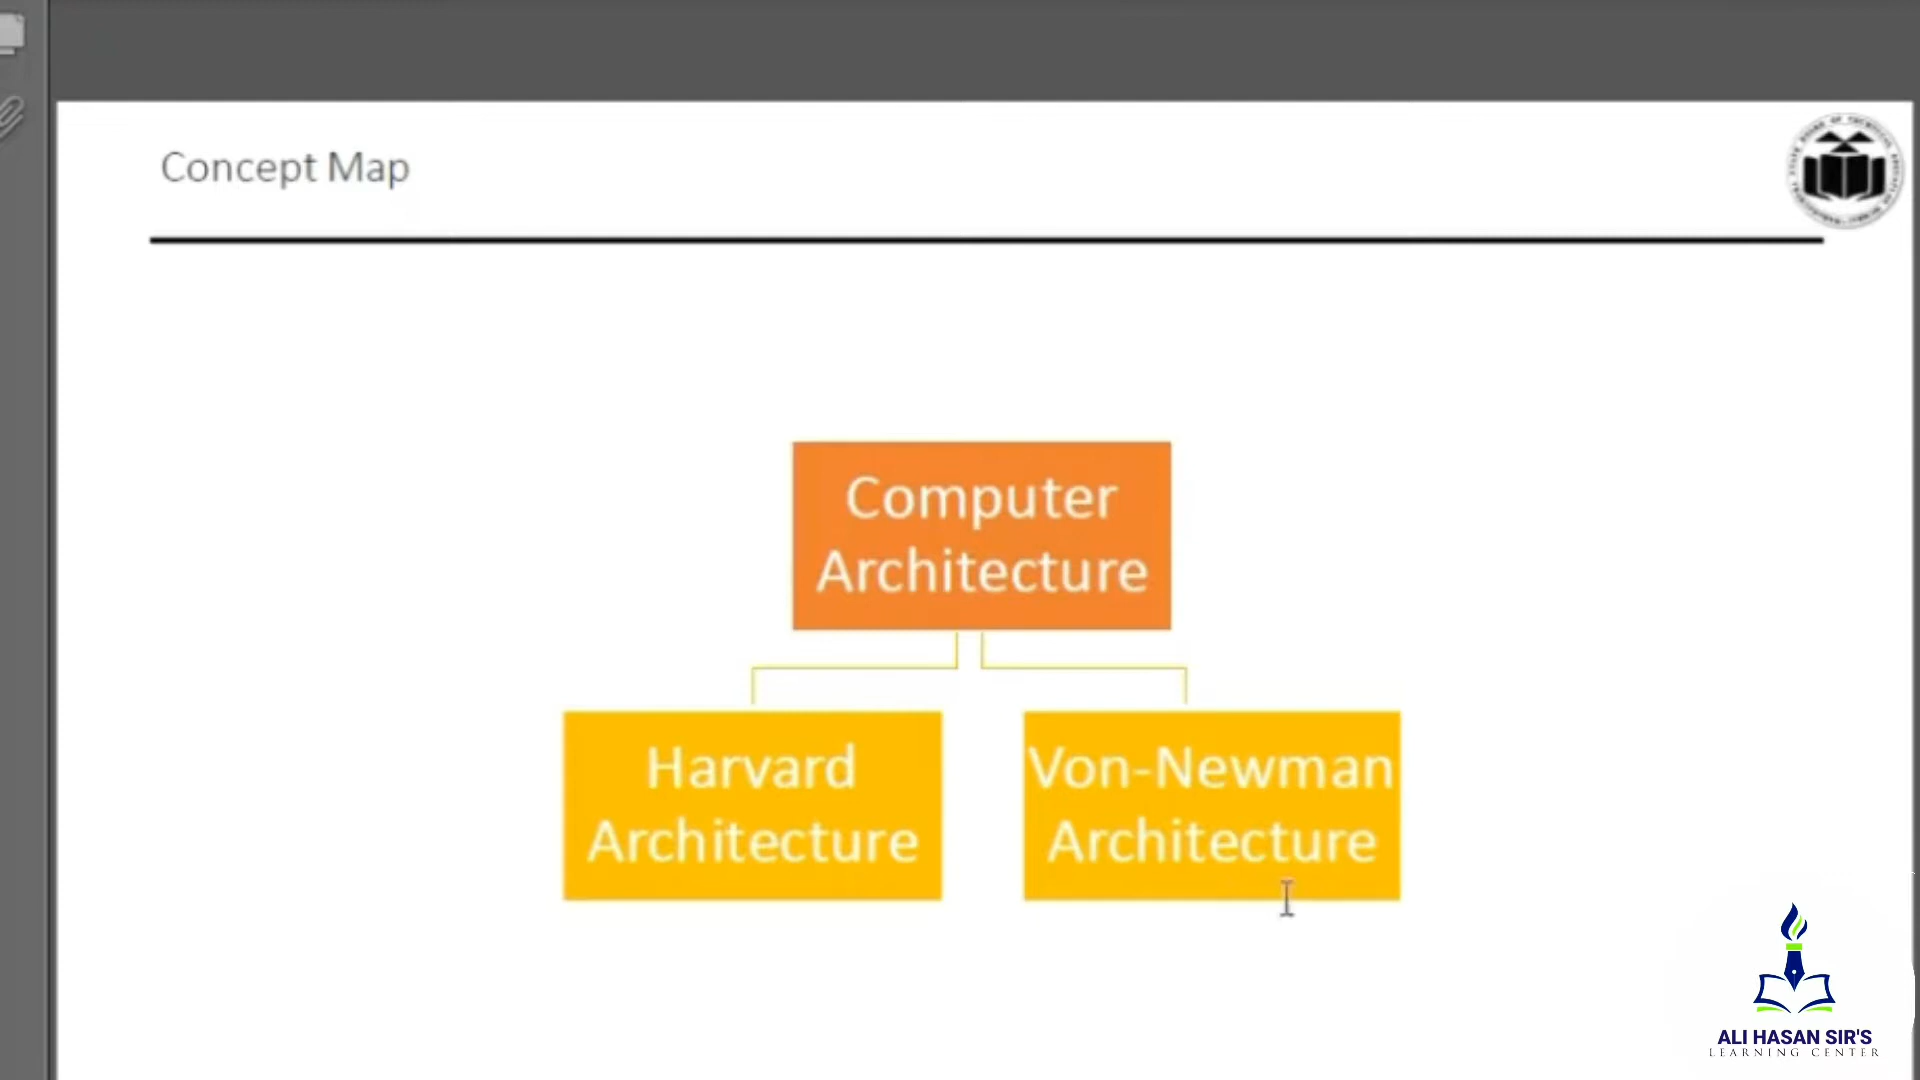 Concept Map
Computer
Architecture
Harvard
Architecture
Von-Newman
Architecture
ALI HASAN SIR'S
LEARNING CENTER